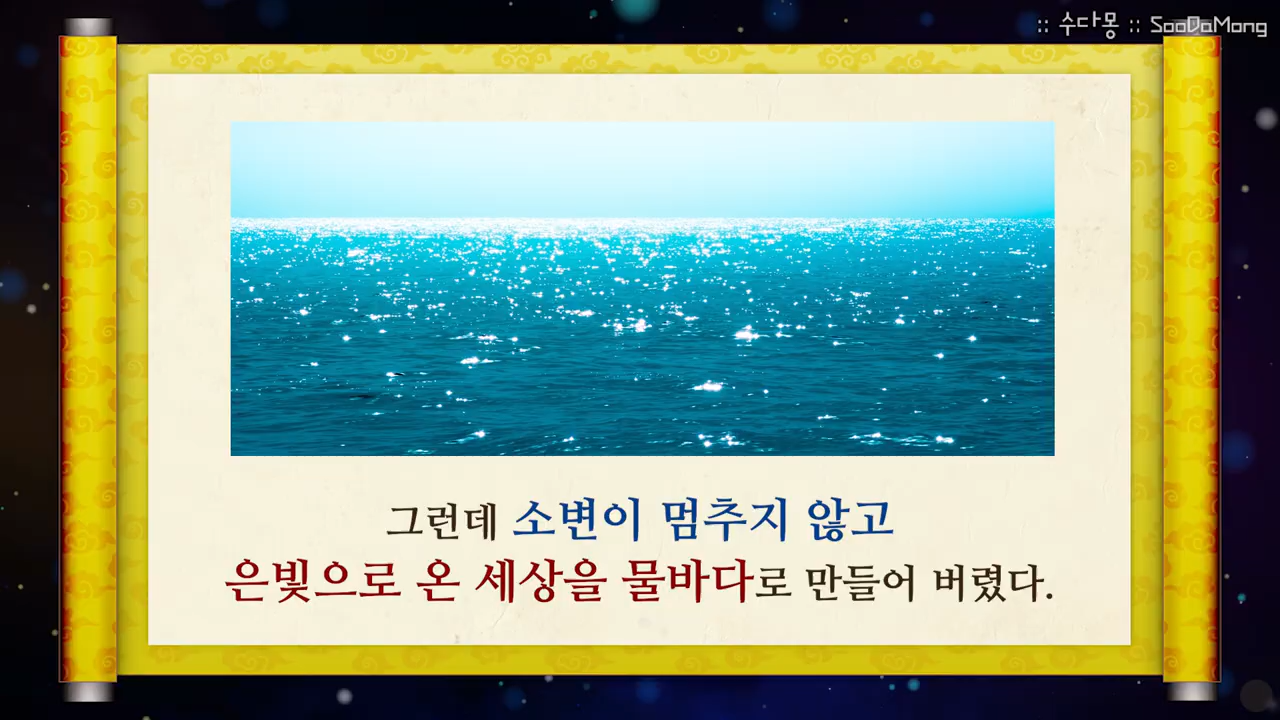 :: 수다몽 :: SooDaMong
그런데 소변이 멈추지 않고
은빛으로 온 세상을 물바다로 만들어 버렸다.